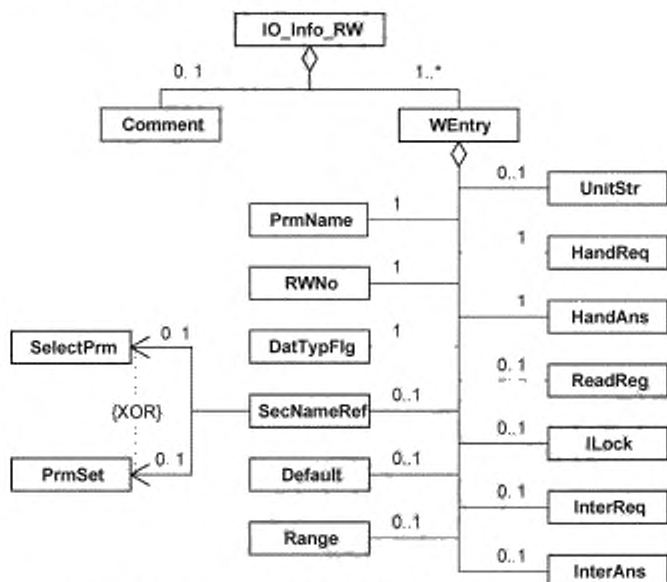 IO_Info_RW
0. 1
1..*
Comment
WEntry
0..1
UnitStr
PrmName
1
1
HandReq
RWNo
1
1
HandAns
SelectPrm
0 1
DatTypFlg
1
0..1
ReadReg
{XOR}
SecNameRef
0..1
0..1
ILock
PrmSet
0. 1
Default
0..1
0..1
InterReq
Range
0..1
0..1
InterAns